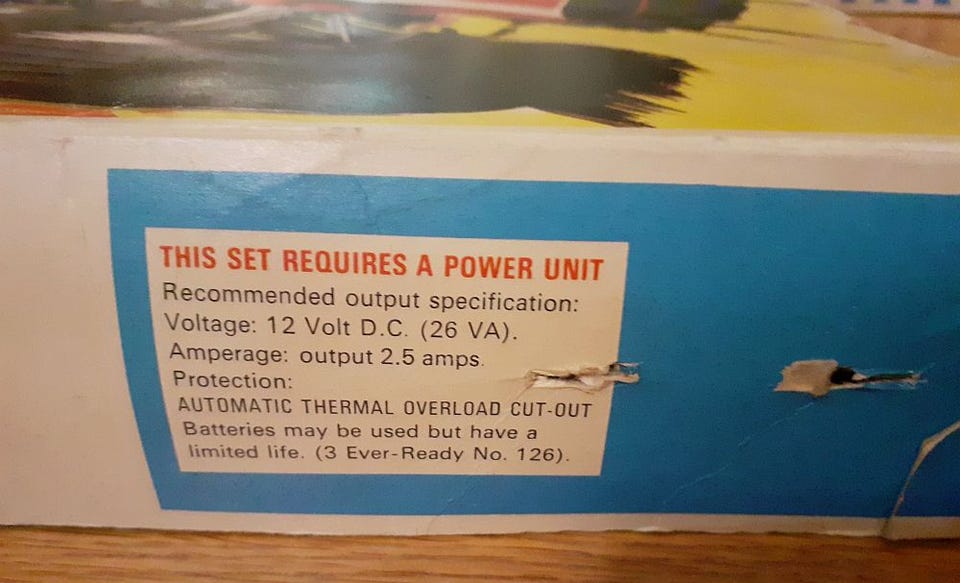 THIS SET REQUIRES A POWER UNIT
Recommended output specification:
Voltage: 12 Volt D.C. (26 VA).
Amperage: output 2.5 amps.
Protection:
AUTOMATIC THERMAL OVERLOAD CUT-OUT
Batteries may be used but have a
limited life. (3 Ever-Ready No. 126).